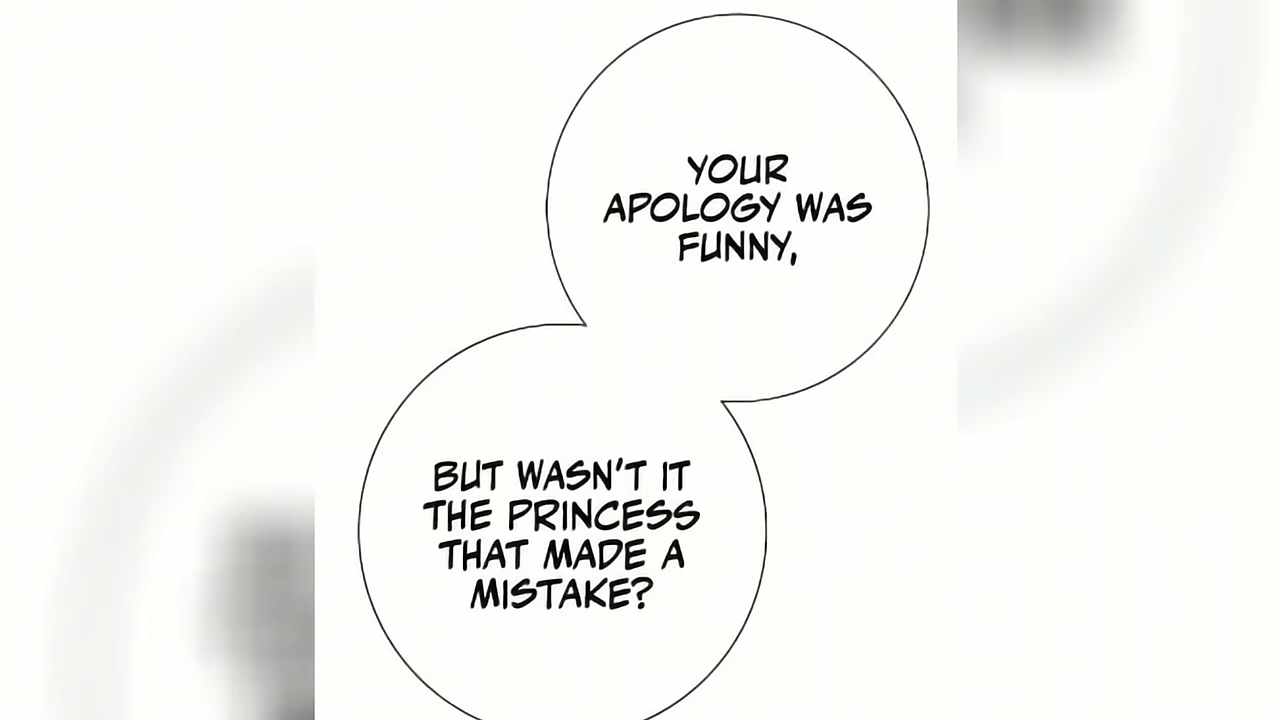 YOUR
APOLOGY WAS
FUNNY,
BUT WASN'T IT
THE PRINCESS
THAT MADE A
MISTAKE?